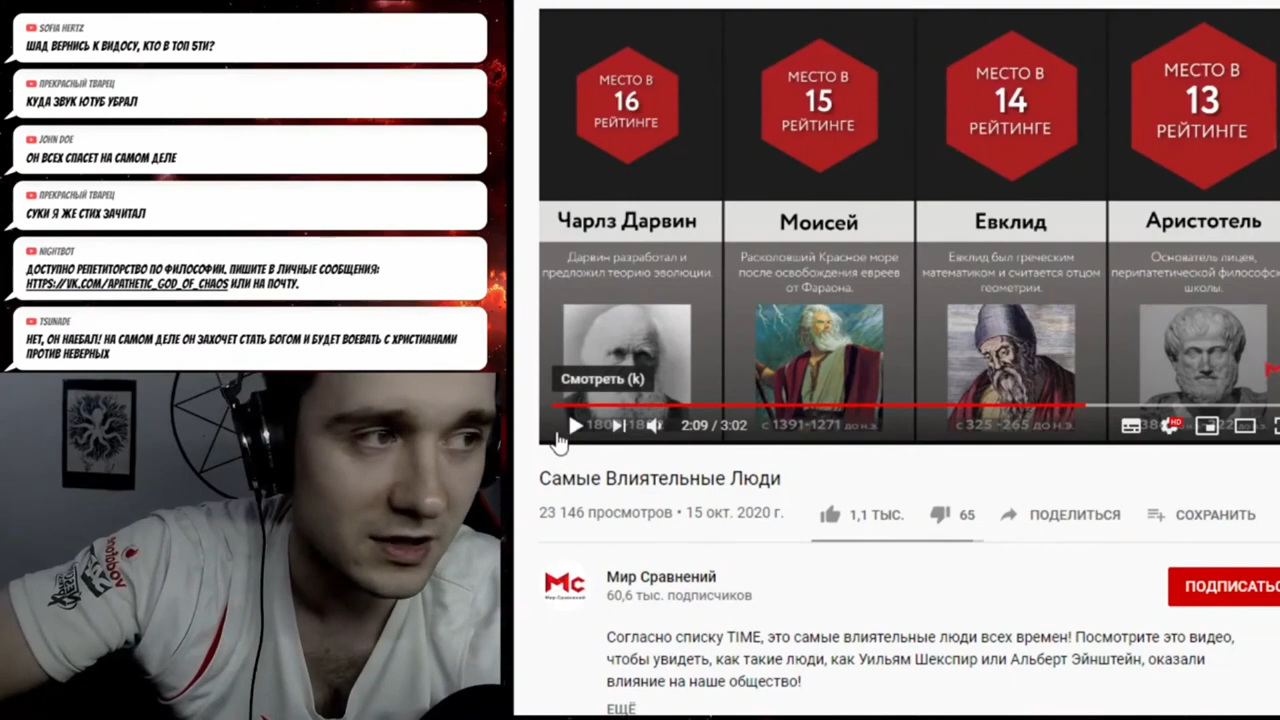 SOFIA HERTZ
ШАД ВЕРНИСЬ К ВИДОСУ, КТО В ТОП 5ТИ?
ПРЕКРАСНЫЙ ТВАРЕЦ
КУДА ЗВУК ЮТУБ УБРАЛ
JOHN DOE
ОН ВСЕХ СПАСЕТ НА САМОМ ДЕЛЕ
ПРЕКРАСНЫЙ ТВАРЕЦ
СУКИ Я ЖЕ СТИХ ЗАЧИТАЛ
NIGHTBOT
ДОСТУПНО РЕПЕТИТОРСТВО ПО ФИЛОСОФИИ. ПИШИТЕ В ЛИЧНЫЕ СООБЩЕНИЯ:
HTTPS://VK.COM/APATHETIC_GOD_OF_CHAOS ИЛИ НА ПОЧТУ.
TSUNADE
НЕТ, ОН НАЕБАЛ! НА САМОМ ДЕЛЕ ОН ЗАХОЧЕТ СТАТЬ БОГОМ И БУДЕТ ВОЕВАТЬ С ХРИСТИАНАМИ
ПРОТИВ НЕВЕРНЫХ
МЕСТО В
16
РЕЙТИНГЕ
МЕСТО В
15
РЕЙТИНГЕ
МЕСТО В
14
РЕЙТИНГЕ
МЕСТО В
13
РЕЙТИНГЕ
Чарлз Дарвин
Моисей
Евклид
Аристотель
Дарвин разработал и
предложил теорию эволюции.
Расколовший Красное море
после освобождения евреев
от Фараона.
Евклид был греческим
математиком и считается отцом
геометрии.
Основатель лицея,
перипатетической философск
школы.
Смотреть (k)
с 1391-1271 до н.э.
с 325 -265 до н.э.
2:09 / 3:02
HD
Самые Влиятельные Люди
23 146 просмотров • 15 окт. 2020 г.
1,1 ТЫС.
65
ПОДЕЛИТЬСЯ
СОХРАНИТЬ
Мс
Мир Сравнений
Мир Сравнений
60,6 тыс. подписчиков
ПОДПИСАТЬС
Согласно списку TIME, это самые влиятельные люди всех времен! Посмотрите это видео,
чтобы увидеть, как такие люди, как Уильям Шекспир или Альберт Эйнштейн, оказали
влияние на наше общество!
ЕЩЁ